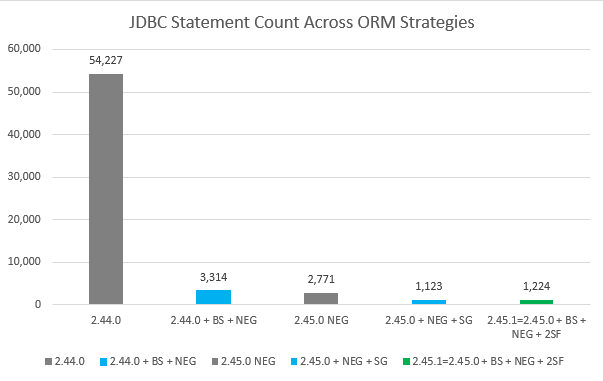 JDBC Statement Count Across ORM Strategies
60,000
54,227
50,000
40,000
30,000
20,000
10,000
3,314
2,771
1,123
1,224
0
2.44.0
2.44.0 + BS + NEG
2.45.0 NEG
2.45.0 + NEG + SG
2.45.1=2.45.0 + BS +
NEG + 2SF
2.44.0
2.44.0 + BS + NEG
2.45.0 NEG
2.45.0 + NEG + SG
2.45.1=2.45.0 + BS + NEG + 2SF